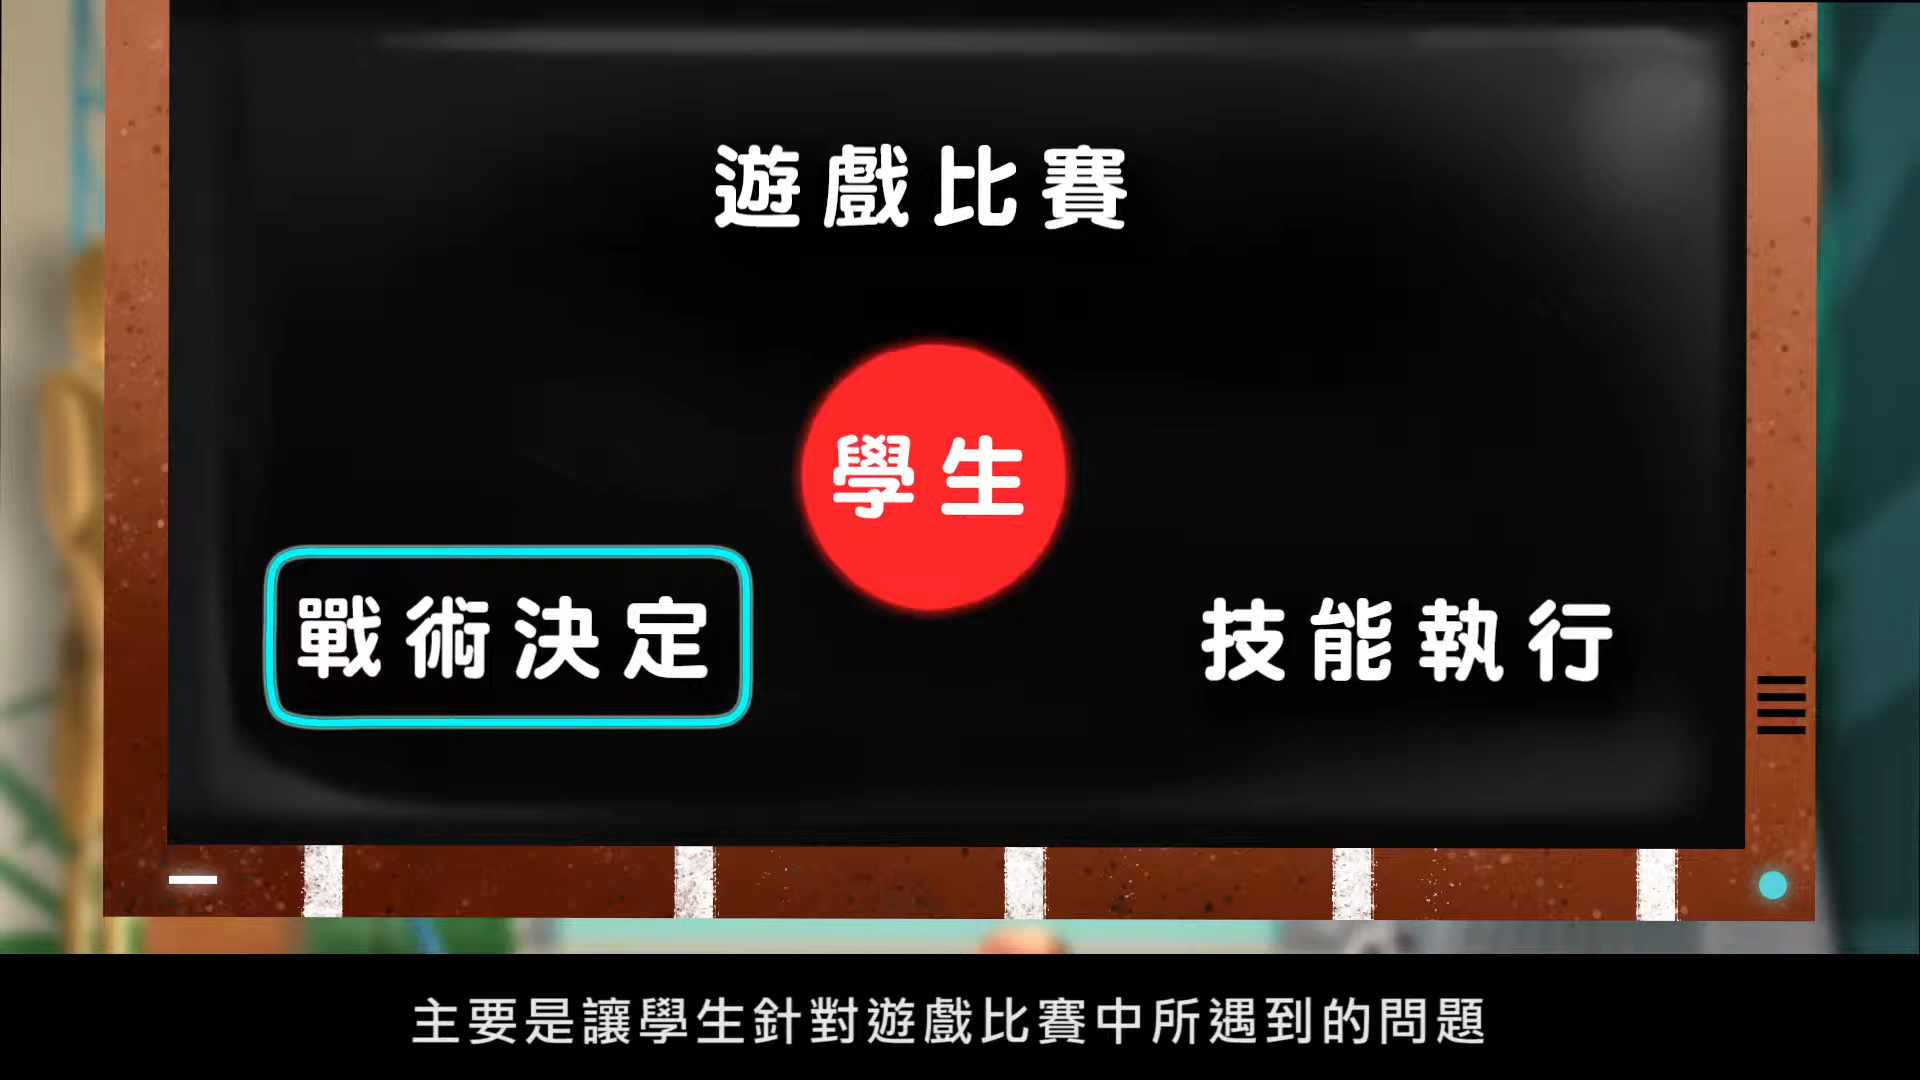 遊戲比賽
學生
戰術決定
技能執行
主要是讓學生針對遊戲比賽中所遇到的問題